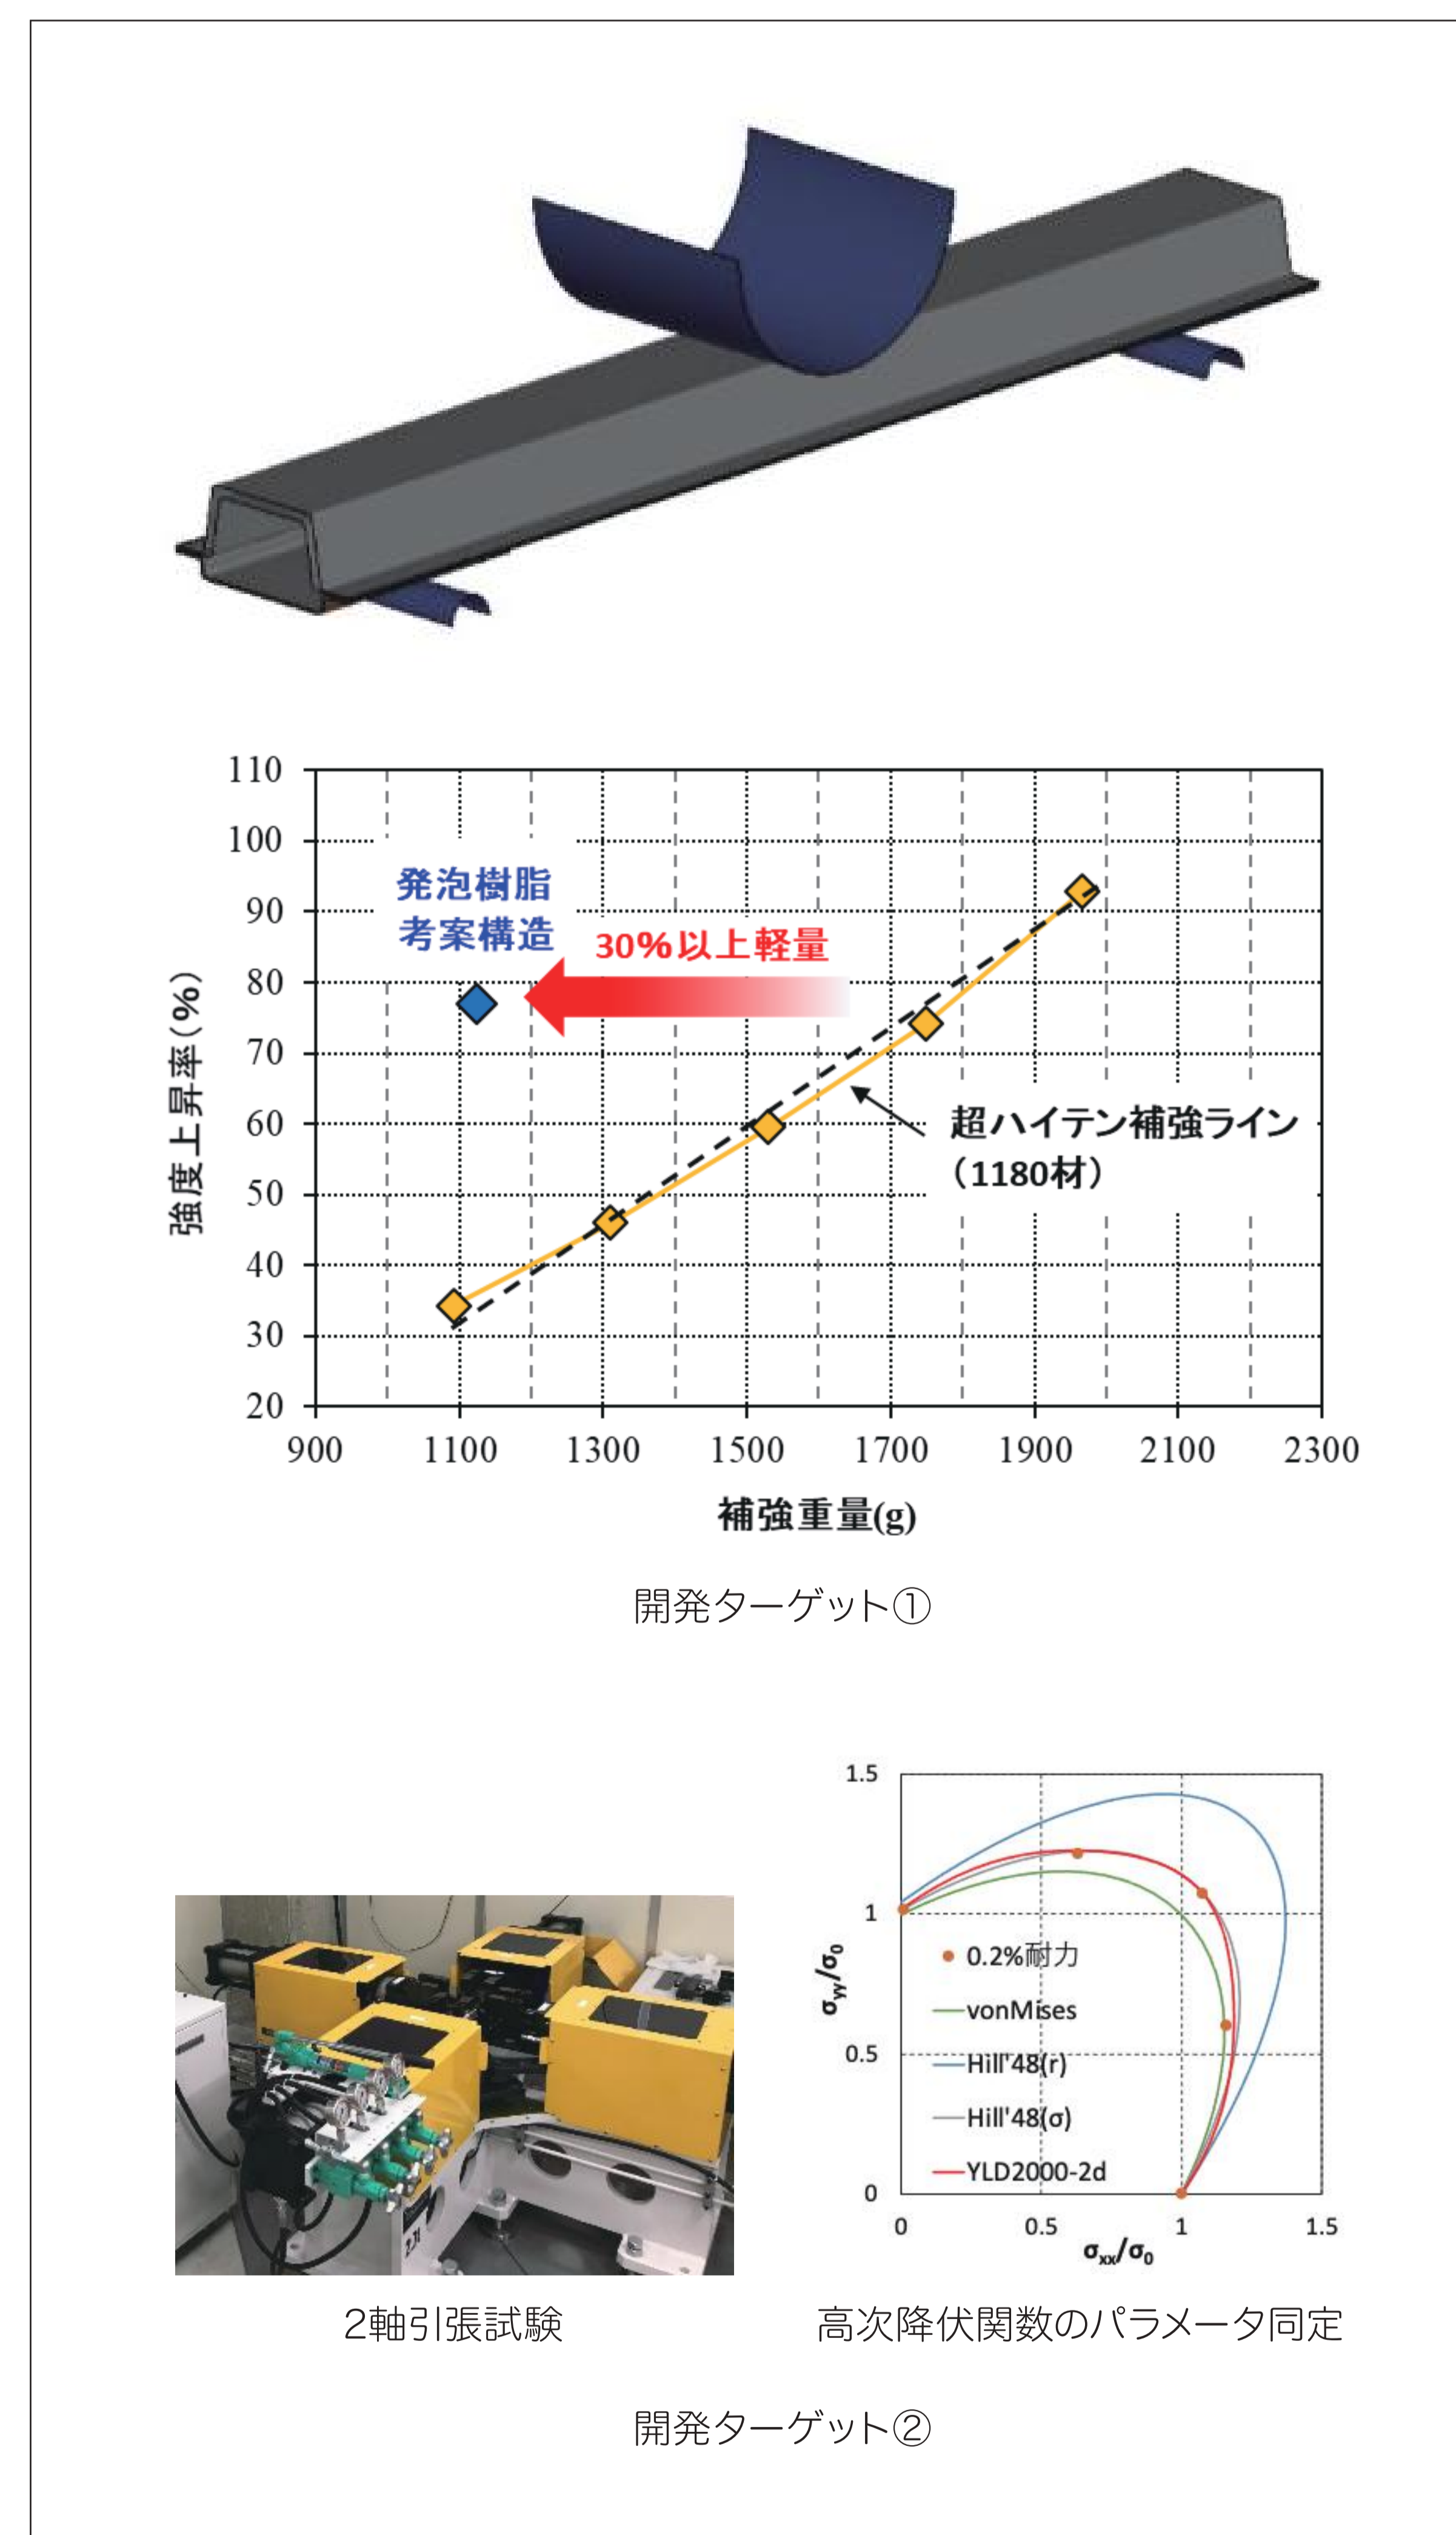 110
100
90
80
70
60
50
40
30
20
強度上昇率(%)
発泡樹脂
考案構造
30%以上軽量
超ハイテン補強ライン
(1180材)
900 1100 1300 1500 1700 1900 2100 2300
補強重量(g)
開発ターゲット①
1.5
1
0.5
0
σyy/σ0
0.2%耐力
vonMises
Hill'48(r)
Hill'48(σ)
YLD2000-2d
0 0.5 1 1.5
σxx/σ0
2軸引張試験
高次降伏関数のパラメータ同定
開発ターゲット②